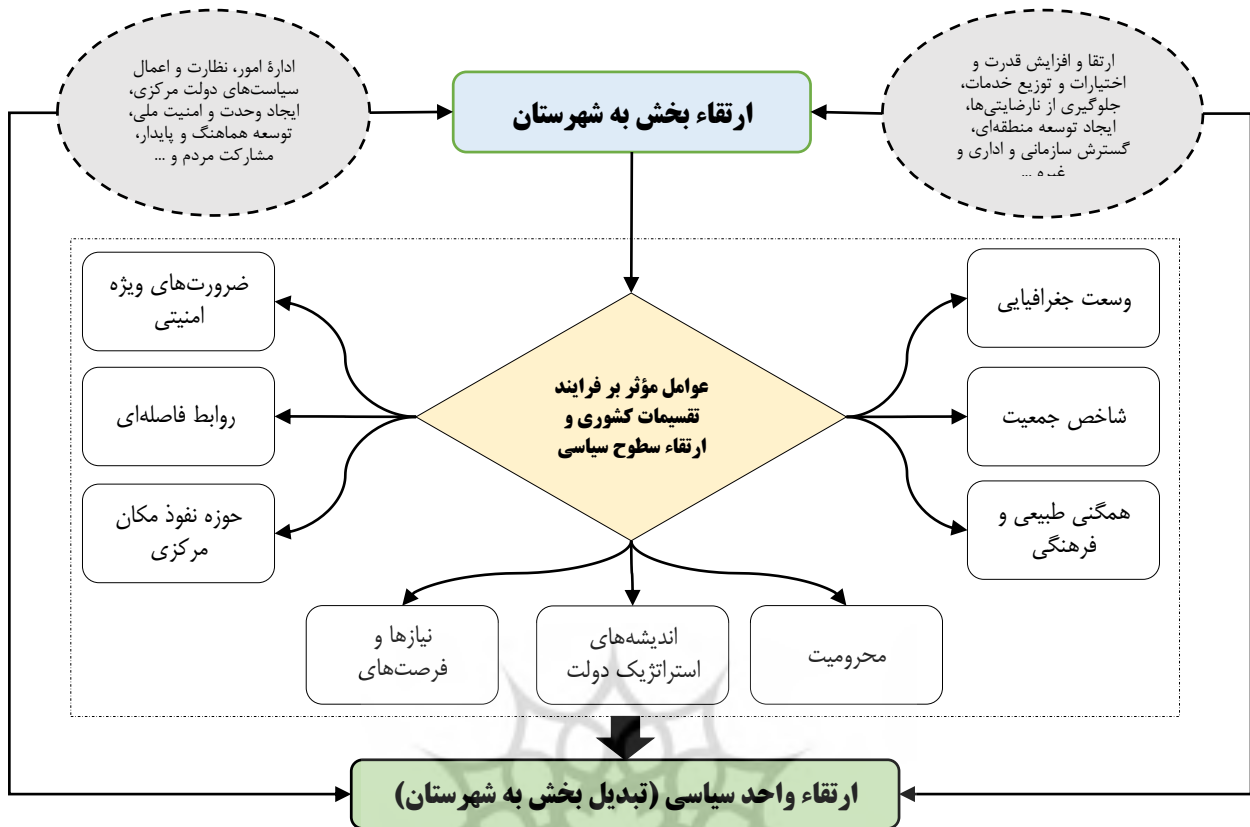 ارتقا و افزایش قدرت و
اختیارات و توزیع خدمات،
جلوگیری از نارضایتی‌ها،
ایجاد توسعه منطقه‌ای،
گسترش سازمانی و اداری و
غیره ...
ارتقاء بخش به شهرستان
ادارۀ امور، نظارت و اعمال
سیاست‌های دولت مرکزی،
ایجاد وحدت و امنیت ملی،
توسعه هماهنگ و پایدار،
مشارکت مردم و ...
عوامل مؤثر بر فرایند
تقسیمات کشوری و
ارتقاء سطوح سیاسی
وسعت جغرافیایی
شاخص جمعیت
همگنی طبیعی و
فرهنگی
ضرورت‌های ویژه
امنیتی
روابط فاصله‌ای
حوزه نفوذ مکان
مرکزی
محرومیت
اندیشه‌های
استراتژیک دولت
نیازها و
فرصت‌های
ارتقاء واحد سیاسی (تبدیل بخش به شهرستان)